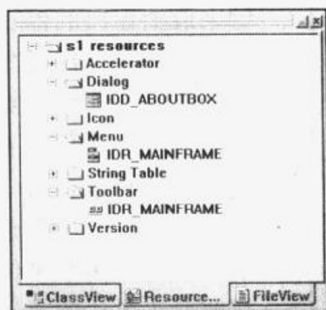 s1 resources
Accelerator
Dialog
IDD_ABOUTBOX
Icon
Menu
IDR_MAINFRAME
String Table
Toolbar
IDR_MAINFRAME
Version
ClassView Resource... FileView